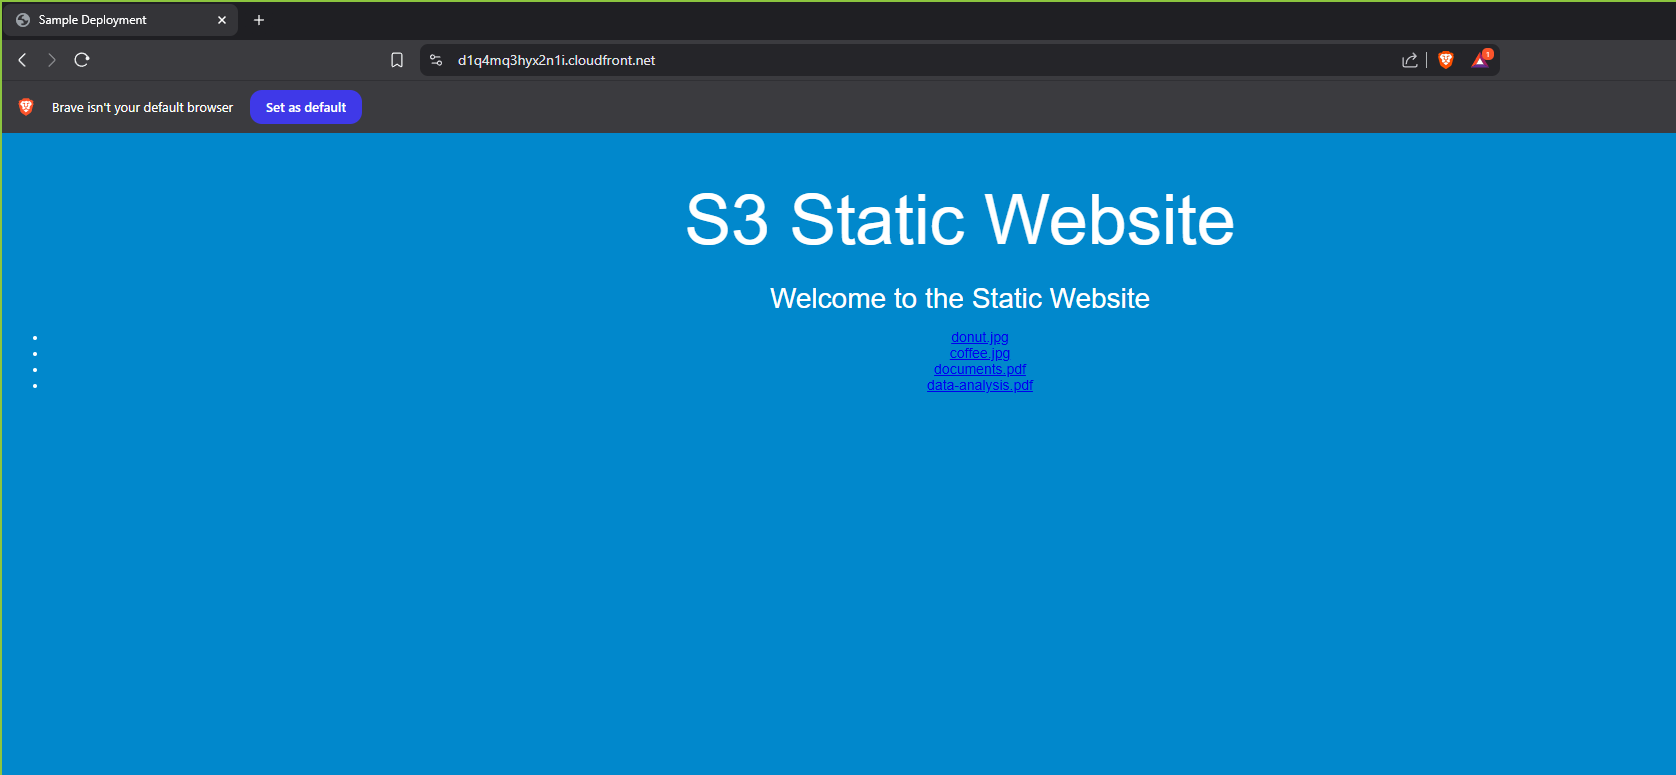 Sample Deployment
d1q4mq3hyx2n1i.cloudfront.net
1
Brave isn't your default browser
Set as default
S3 Static Website
Welcome to the Static Website
donut.jpg
coffee.jpg
documents.pdf
data-analysis.pdf